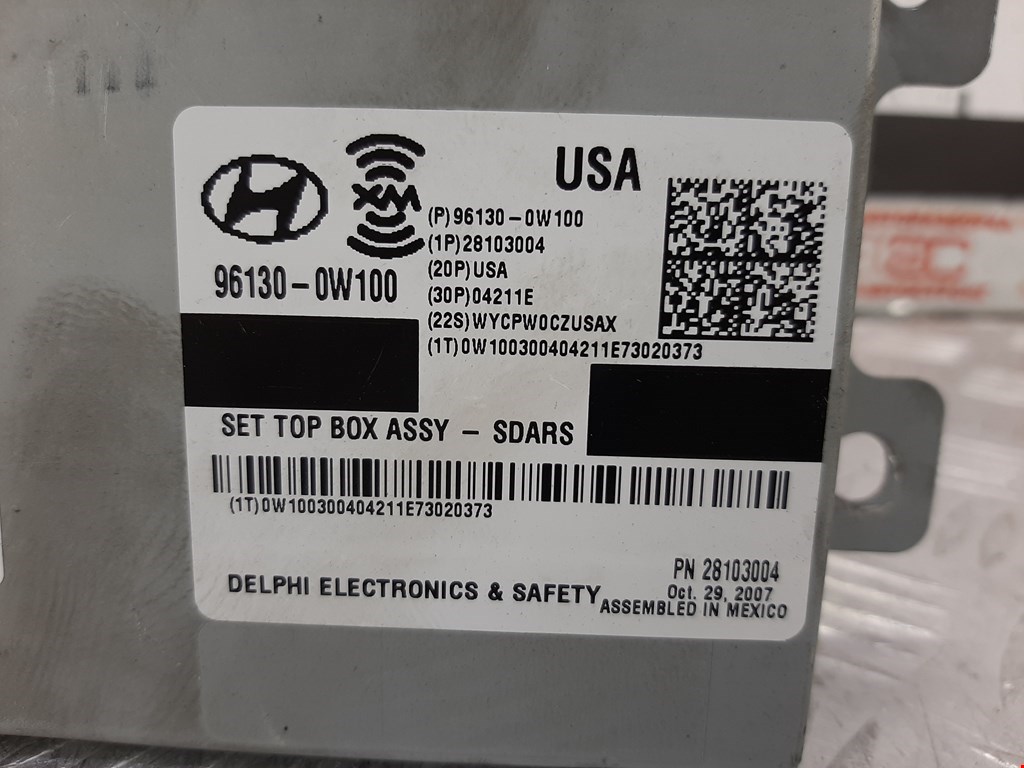 USA
XM
96130-0W100
(P)96130-0W100
(1P)28103004
(20P)USA
(30P)04211E
(22S)WYCPW0CZUSAX
(1T)0W100300404211E73020373
SET TOP BOX ASSY - SDARS
(1T)0W100300404211E73020373
PN 28103004
DELPHI ELECTRONICS & SAFETY
Oct. 29, 2007
ASSEMBLED IN MEXICO